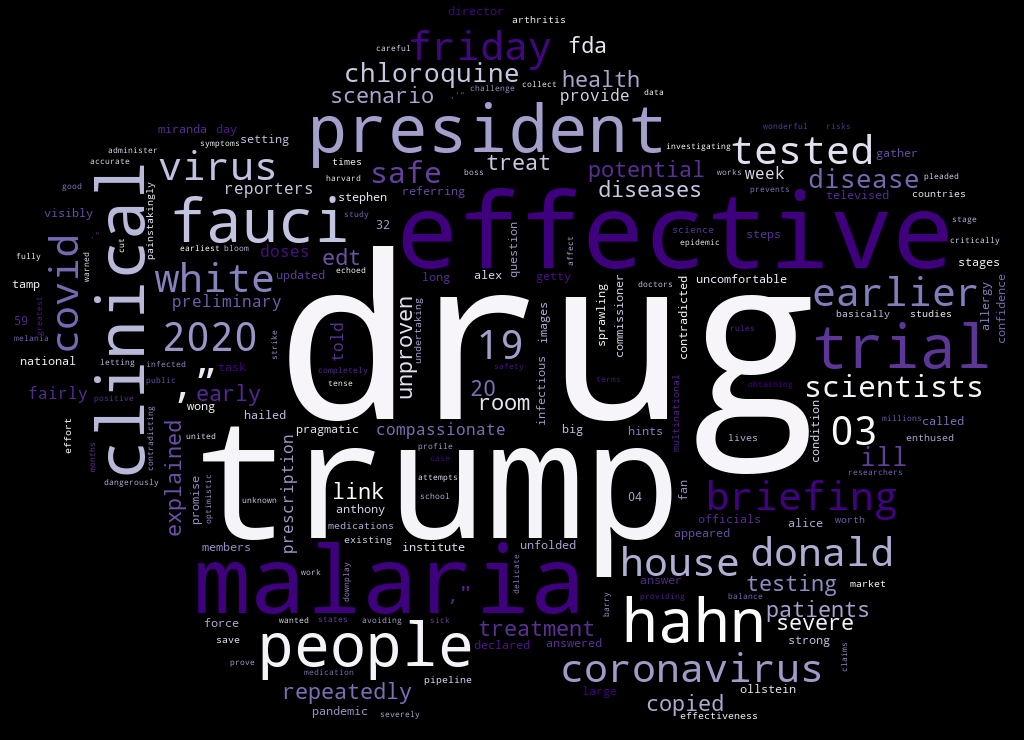 director
arthritis
careful friday fda
chloroquine collect health
scenario ," challenge provide data
miranda day president wonderful risks
administer symptoms setting investigating tested gather
accurate virus times safe boss treat potential works week disease pleaded
good reporters harvard referring diseases prevents televised countries
clinical painstakingly stephen
visibly fauci study 32 effective science steps stage
," cut earliest bloom question affect epidemic critically
fully warned covid doses edt echoed long alex getty uncomfortable stages
tamp white updated drug doctors earlier allergy confidence
59 greatest preliminary undertaking images sprawling commissioner contradicted basically studies
melania 2020 strike told unproven 19 rules trial
national letting infected task completely infectious safety
fairly positive public ,” early tense 20 room terms multinational obtaining scientists
wong hailed compassionate big hints lives condition 03 millions called
effort contradicting united pragmatic enthused
months explained trump profile case ill
dangerously promise optimistic unknown prescription link attempts school 04 fan briefing researchers
anthony officials alice worth
members medications existing institute unfolded appeared house donald
malaria work downplay delicate answer testing market
force wanted states avoiding sick ," barry providing balance patients
save people treatment hahn severe
prove medication declared answered strong
repeatedly pipeline coronavirus claims
large copied ollstein
pandemic severely effectiveness